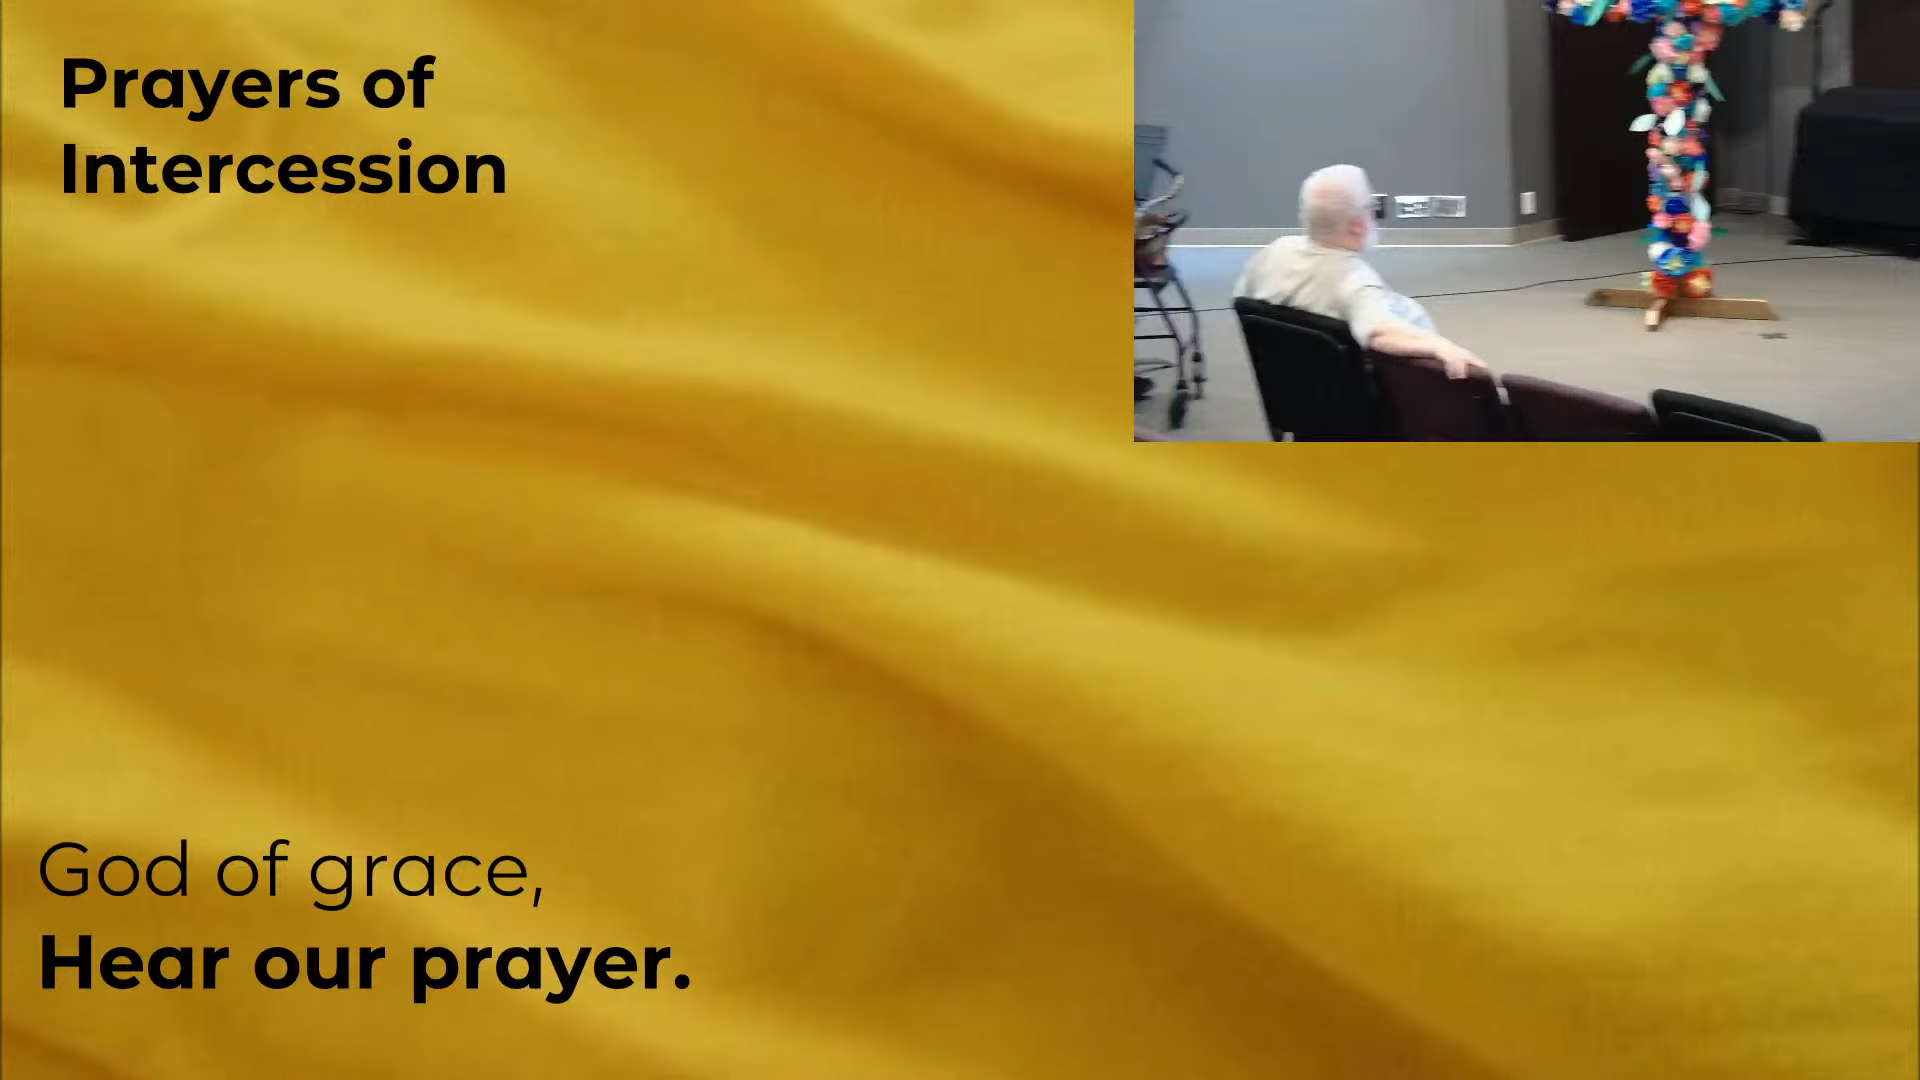 Prayers of
Intercession
God of grace,
Hear our prayer.